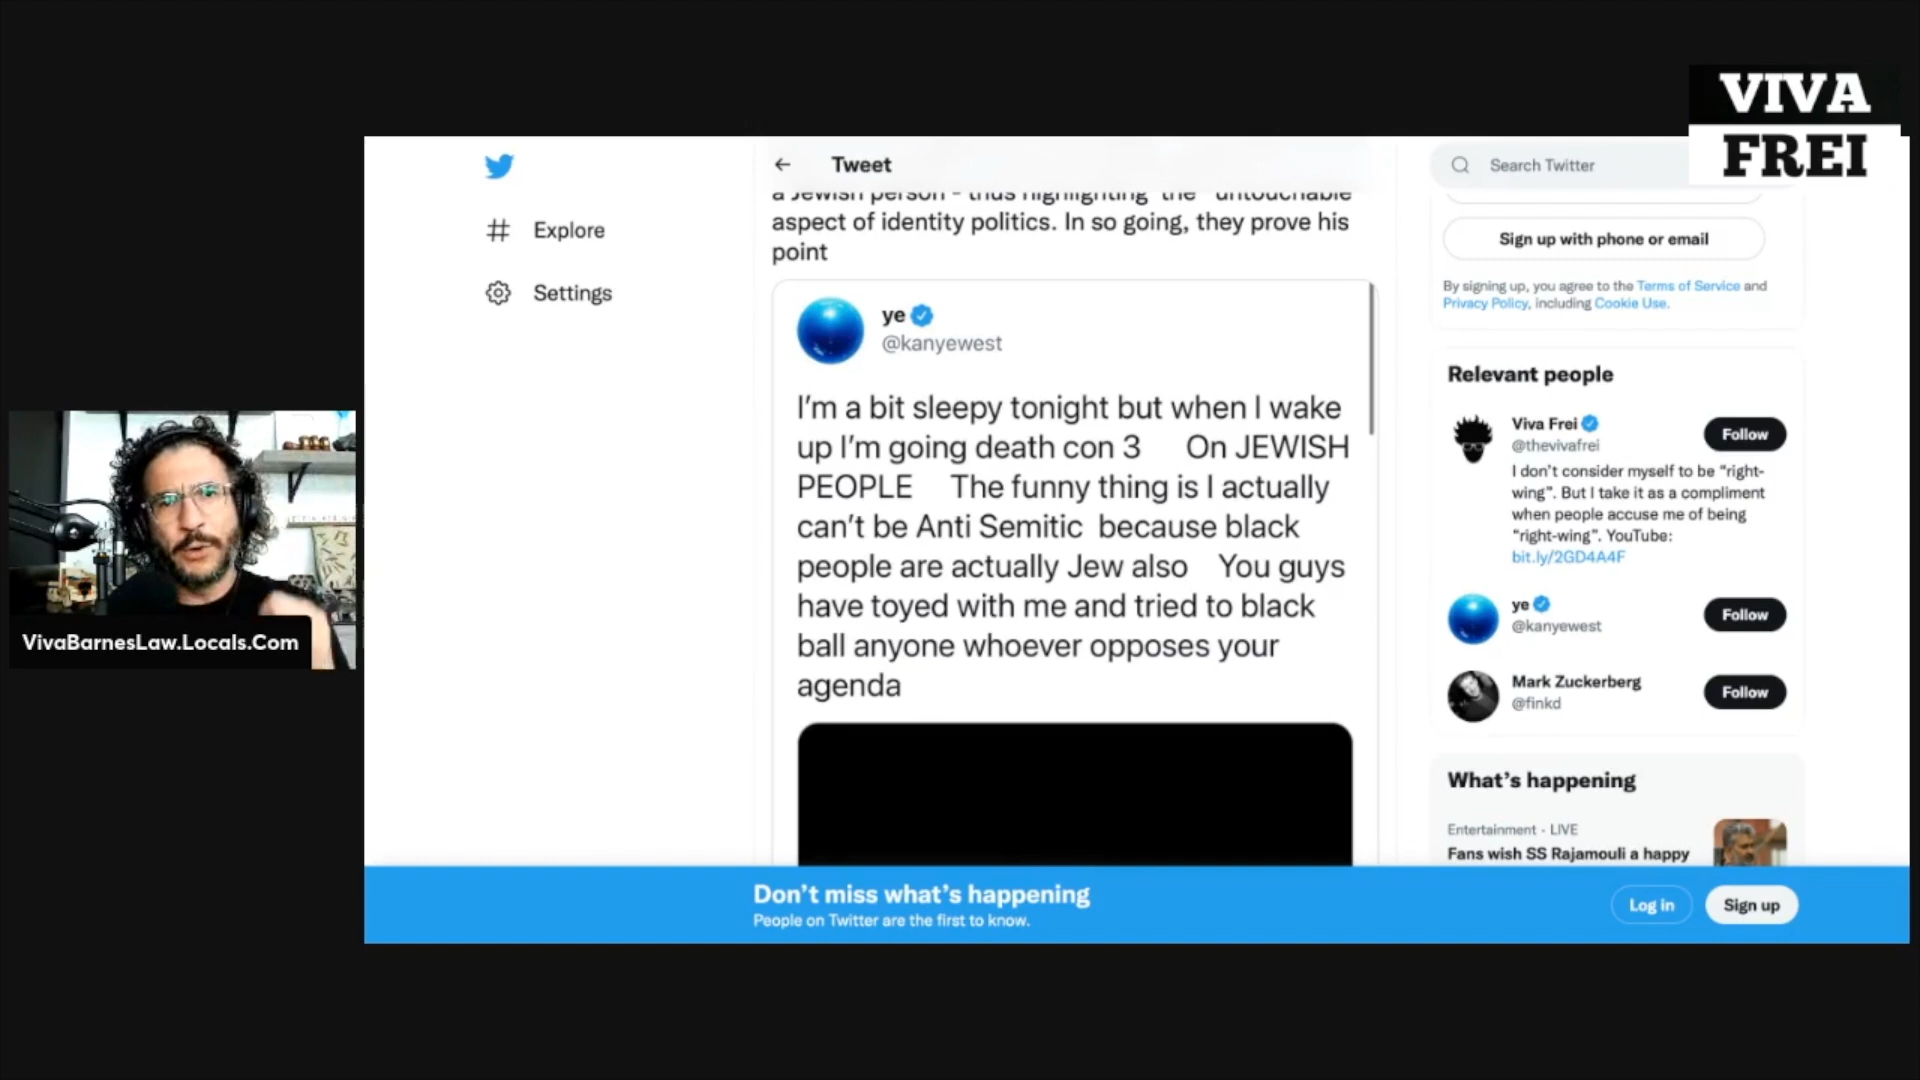 VIVA
FREI
Tweet
Search Twitter
Explore
Settings
a Jewish person - thus highlighting the "untouchable
aspect of identity politics. In so going, they prove his
point
ye
@kanyewest
I'm a bit sleepy tonight but when I wake
up I'm going death con 3 On JEWISH
PEOPLE The funny thing is I actually
can't be Anti Semitic because black
people are actually Jew also You guys
have toyed with me and tried to black
ball anyone whoever opposes your
agenda
Sign up with phone or email
By signing up, you agree to the Terms of Service and
Privacy Policy, including Cookie Use.
Relevant people
Viva Frei
@thevivafrei
Follow
I don't consider myself to be "right-
wing". But I take it as a compliment
when people accuse me of being
"right-wing". YouTube:
bit.ly/2GD4A4F
ye
@kanyewest
Follow
Mark Zuckerberg
@finkd
Follow
What's happening
Entertainment · LIVE
Fans wish SS Rajamouli a happy
VivaBarnesLaw.Locals.Com
Don't miss what's happening
People on Twitter are the first to know.
Log in
Sign up